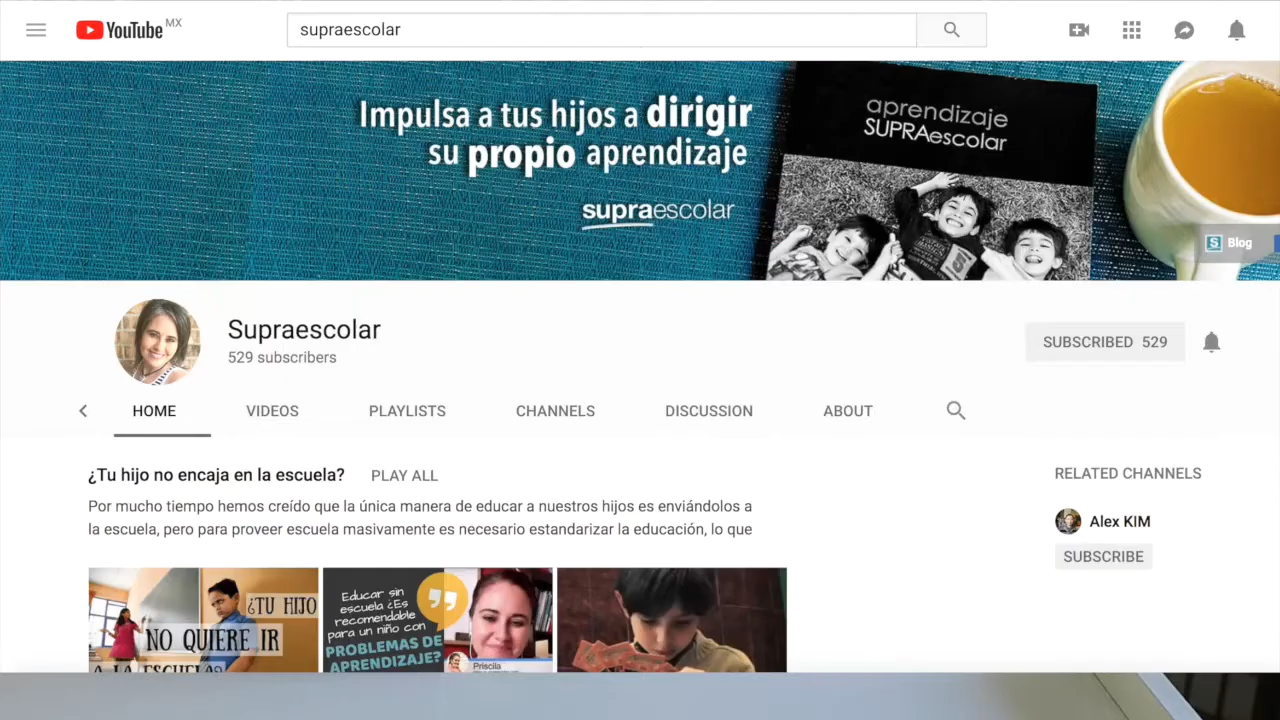 YouTube MX
supraescolar
Impulsa a tus hijos a dirigir
su propio aprendizaje
supraescolar
aprendizaje
SUPRAescolar
S Blog
Supraescolar
529 subscribers
SUBSCRIBED 529
HOME VIDEOS PLAYLISTS CHANNELS DISCUSSION ABOUT
¿Tu hijo no encaja en la escuela? PLAY ALL
Por mucho tiempo hemos creído que la única manera de educar a nuestros hijos es enviándolos a
la escuela, pero para proveer escuela masivamente es necesario estandarizar la educación, lo que
RELATED CHANNELS
Alex KIM
SUBSCRIBE
¿TU HIJO
NO QUIERE IR
A LA ESCUELA?
Educar sin
escuela ¿Es
recomendable
para un niño con
PROBLEMAS DE
APRENDIZAJE?
Priscila